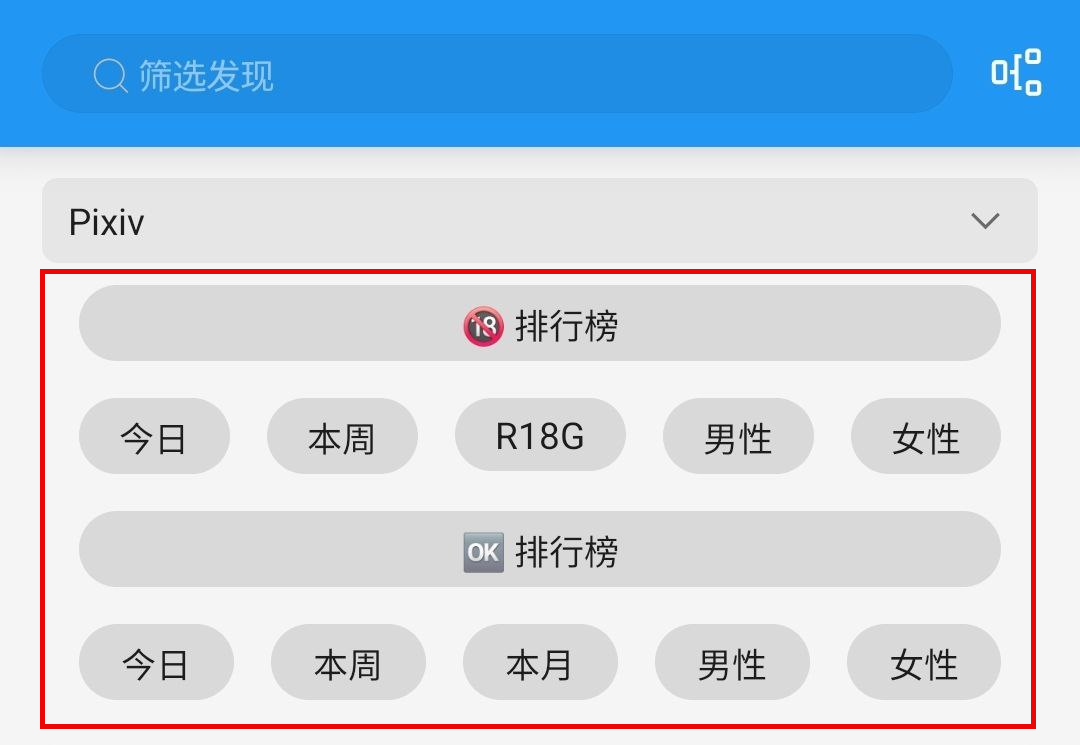 筛选发现
Pixiv
🔞 排行榜
今日 本周 R18G 男性 女性
🆗 排行榜
今日 本周 本月 男性 女性